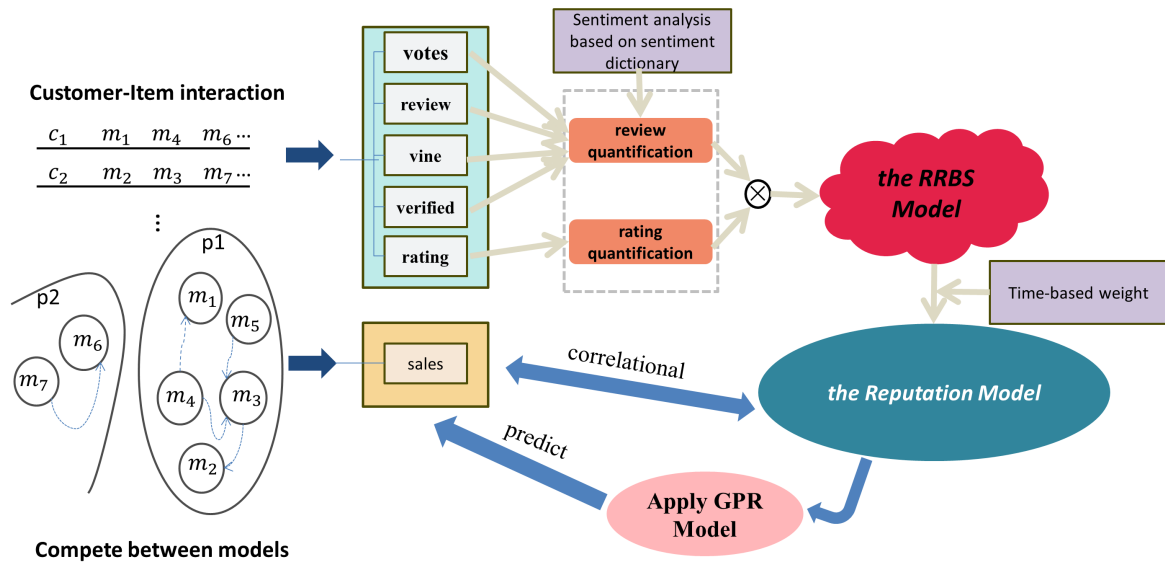 Customer-Item interaction
c₁ m₁ m₄ m₆ ...
c₂ m₂ m₃ m₇ ...
⋮
p1
m₁
m₅
m₄
m₃
m₂
p2
m₆
m₇
Compete between models
votes
review
vine
verified
rating
sales
Sentiment analysis
based on sentiment
dictionary
review
quantification
rating
quantification
⊗
the RRBS
Model
Time-based weight
the Reputation Model
correlational
predict
Apply GPR
Model